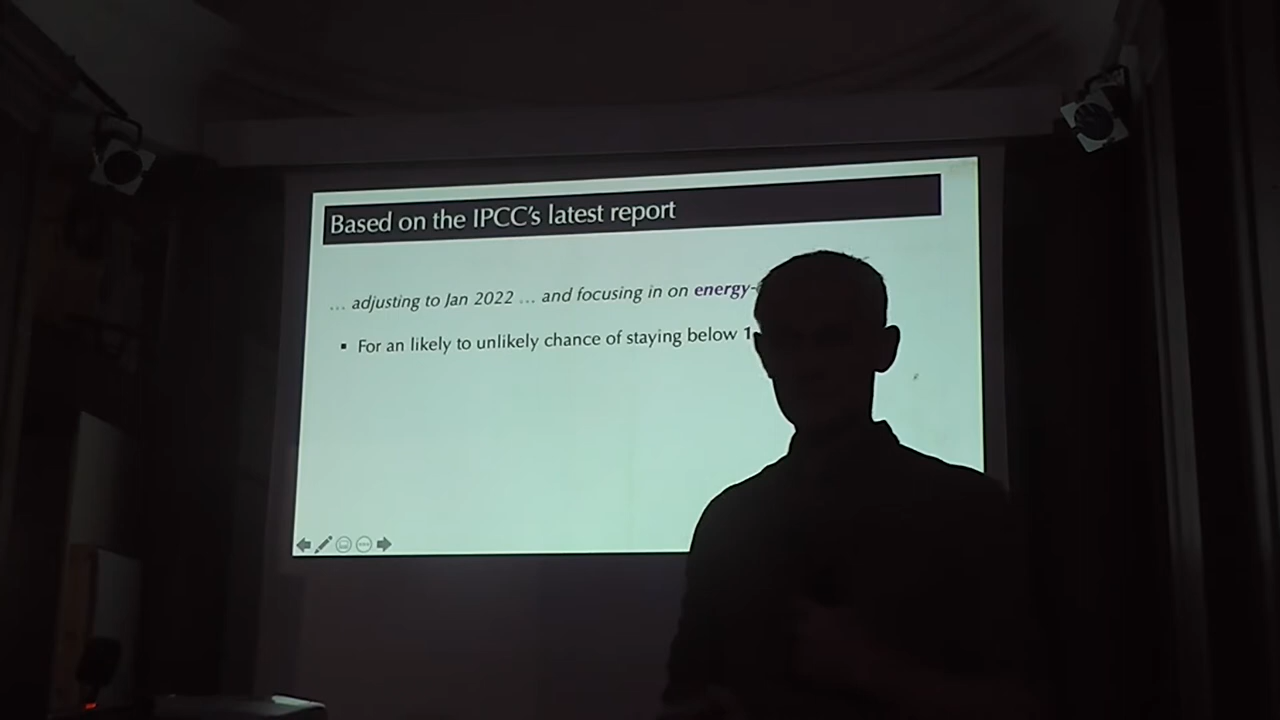 Based on the IPCC's latest report
... adjusting to Jan 2022 ... and focusing in on energy-
▪ For an likely to unlikely chance of staying below 1